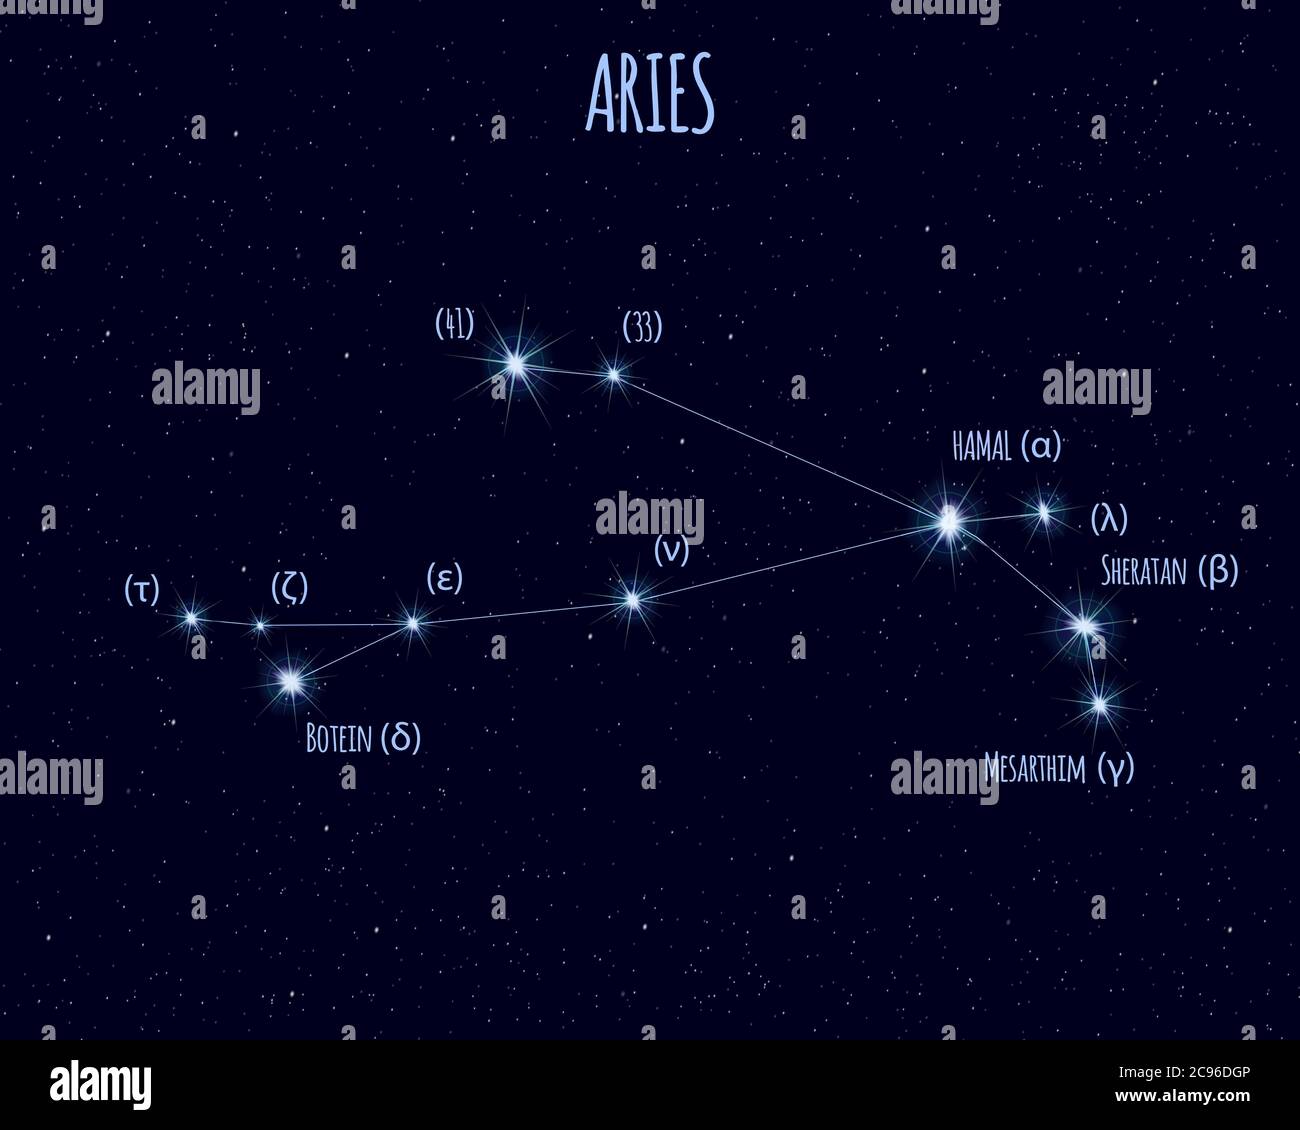 ARIES
(41) (33)
HAMAL (α)
(λ)
(ν)
SHERATAN (β)
(τ) (ζ) (ε)
BOTEIN (δ)
MESARTHIM (γ)
a a a a
a a a a a
alamy alamy
a
a alamy a
alamy alamy alamy
a a a a
a a a a a
alamy
Image ID: 2C96DGP
www.alamy.com